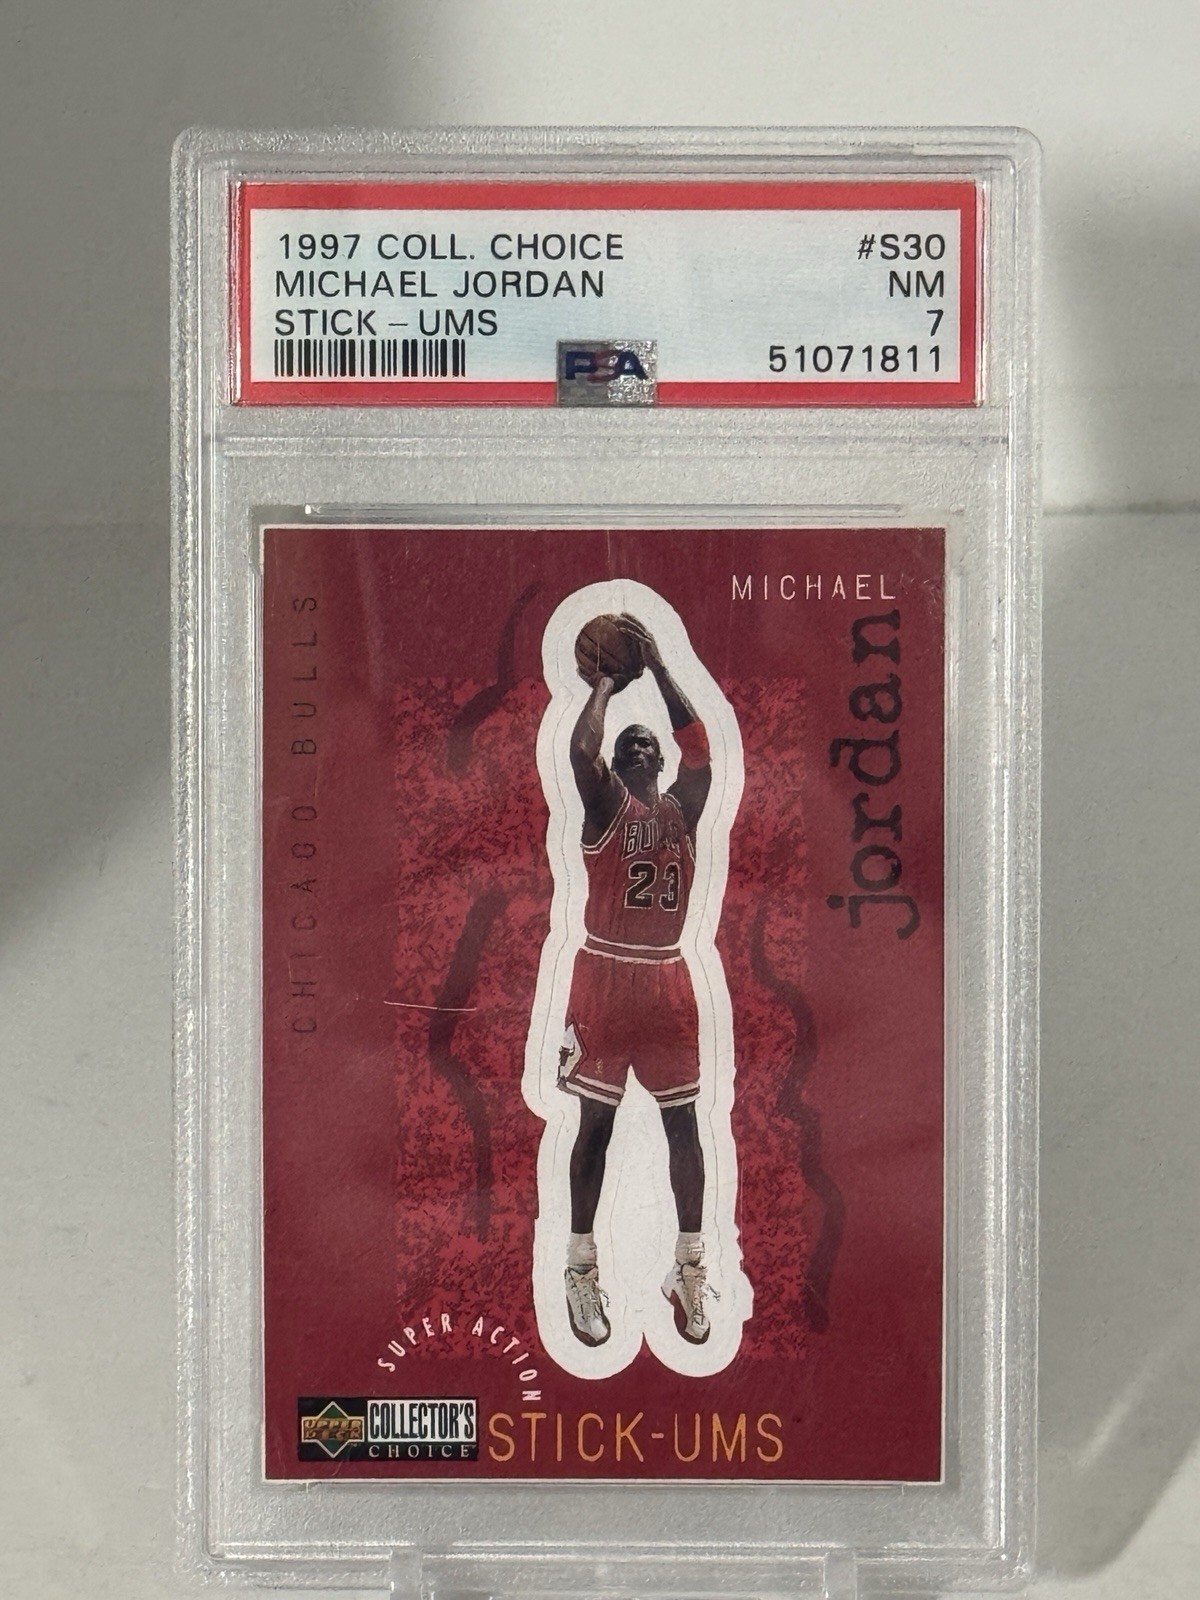 1997 COLL. CHOICE #S30
MICHAEL JORDAN NM
STICK – UMS 7
PSA 51071811
MICHAEL
jordan
CHICAGO BULLS
BULLS
23
SUPER ACTION
UPPER DECK
COLLECTOR'S
CHOICE
STICK-UMS